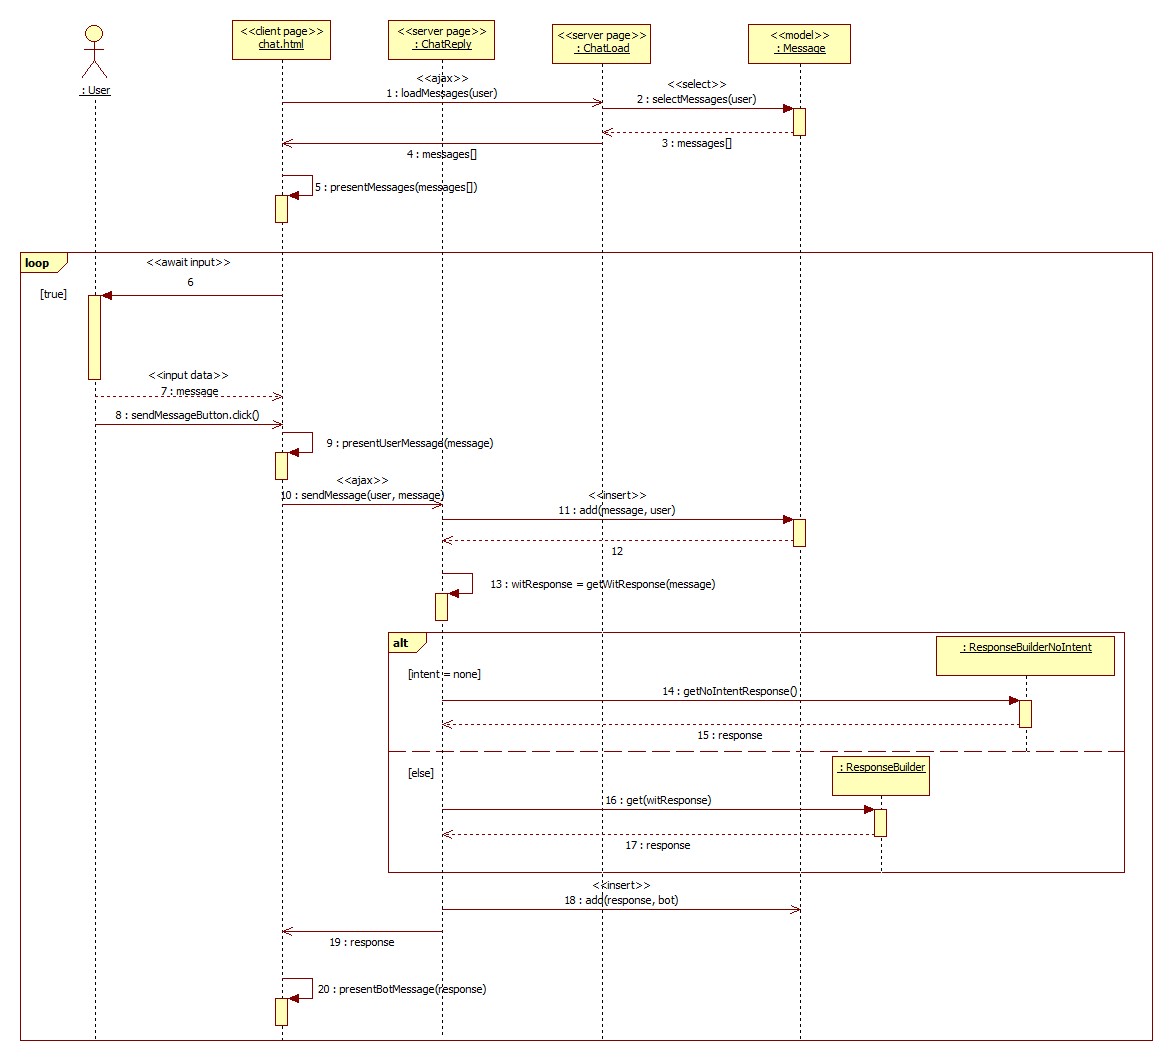 <<client page>>
chat.html
<<server page>>
: ChatReply
<<server page>>
: ChatLoad
<<model>>
: Message
: User
<<ajax>>
1 : loadMessages(user)
<<select>>
2 : selectMessages(user)
3 : messages[]
4 : messages[]
5 : presentMessages(messages[])
loop
<<await input>>
6
[true]
<<input data>>
7 : message
8 : sendMessageButton.click()
9 : presentUserMessage(message)
<<ajax>>
10 : sendMessage(user, message)
<<insert>>
11 : add(message, user)
12
13 : witResponse = getWitResponse(message)
alt
: ResponseBuilderNoIntent
[intent = none]
14 : getNoIntentResponse()
15 : response
: ResponseBuilder
[else]
16 : get(witResponse)
17 : response
<<insert>>
18 : add(response, bot)
19 : response
20 : presentBotMessage(response)